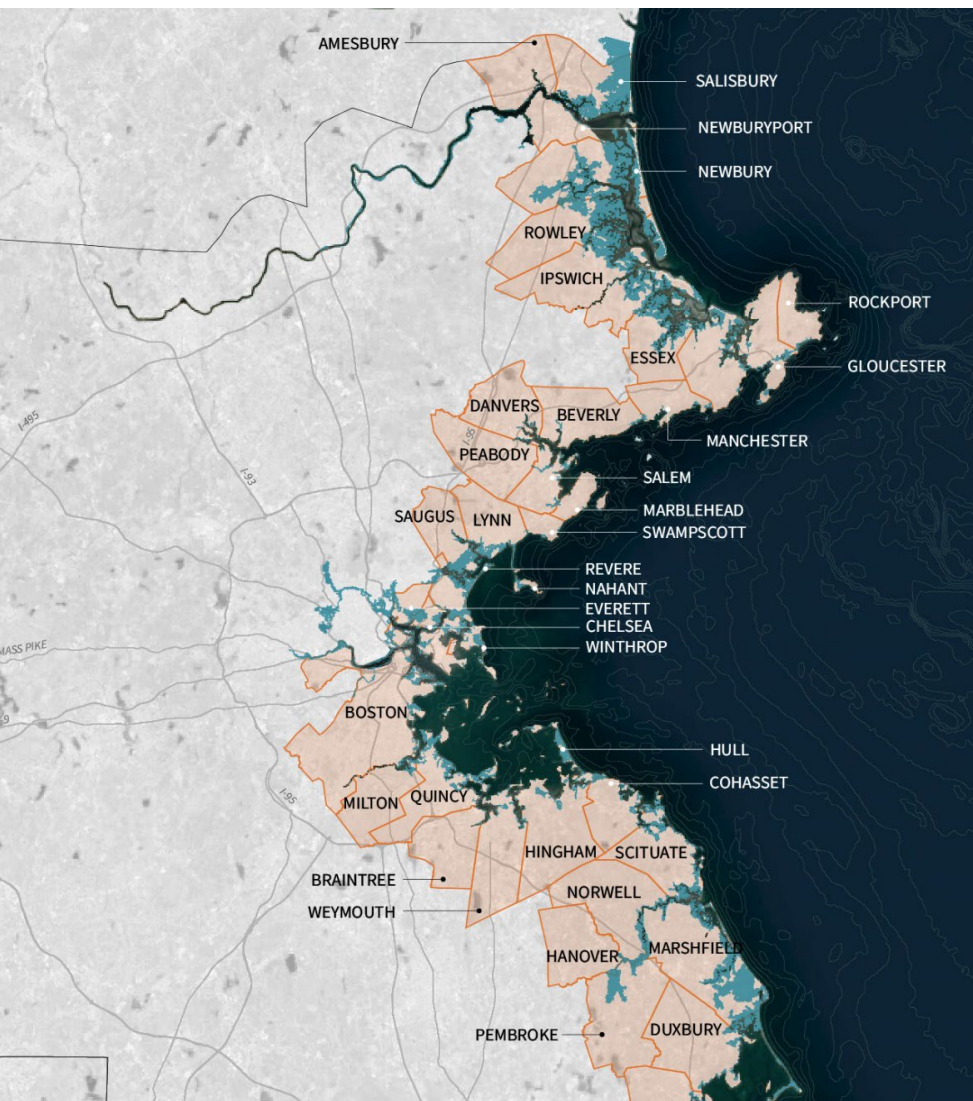 AMESBURY
SALISBURY
NEWBURYPORT
NEWBURY
ROWLEY
IPSWICH
ROCKPORT
ESSEX
GLOUCESTER
DANVERS
BEVERLY
I-495
I-95
MANCHESTER
PEABODY
I-93
SALEM
MARBLEHEAD
SAUGUS
LYNN
SWAMPSCOTT
REVERE
NAHANT
EVERETT
CHELSEA
WINTHROP
MASS PIKE
BOSTON
-9
HULL
COHASSET
I-95
MILTON
QUINCY
HINGHAM
SCITUATE
BRAINTREE
NORWELL
WEYMOUTH
MARSHFIELD
HANOVER
PEMBROKE
DUXBURY